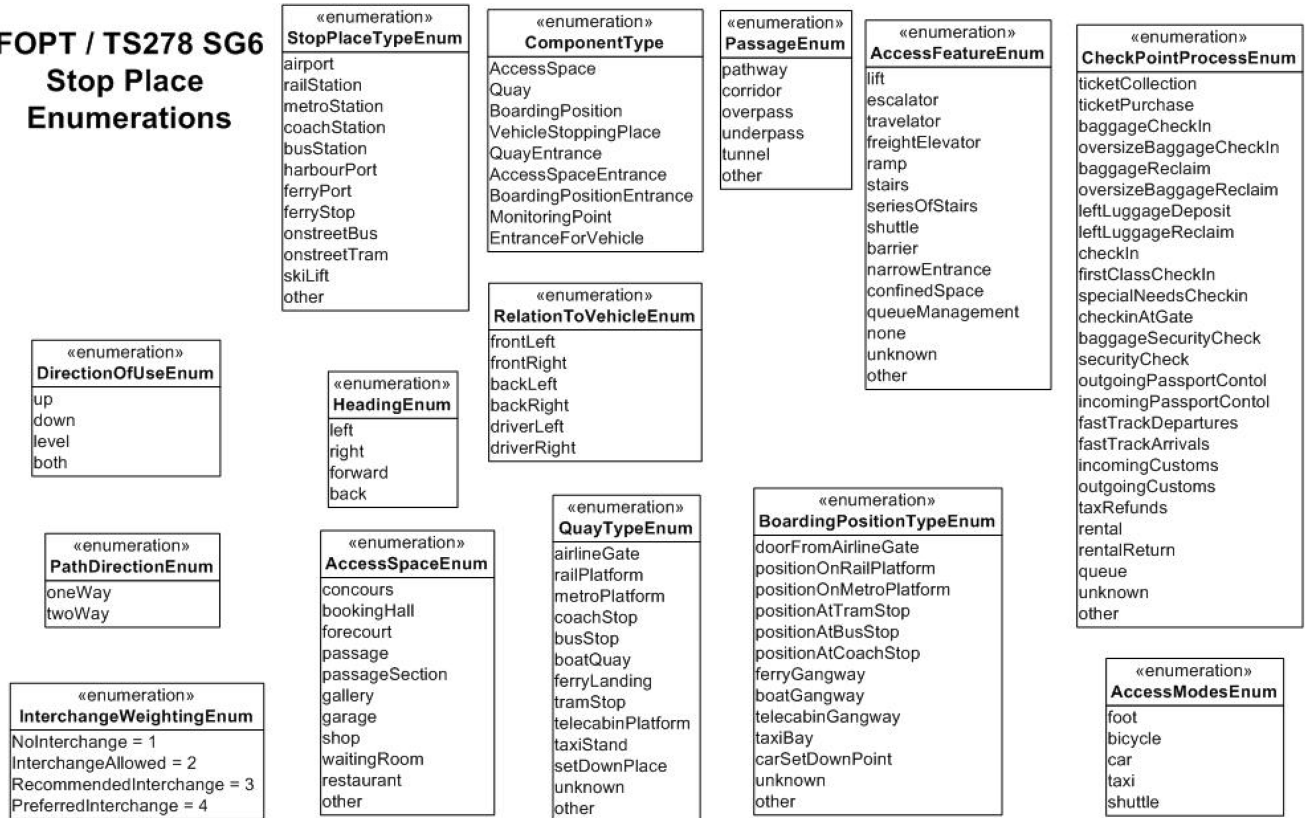 FOPT / TS278 SG6
Stop Place
Enumerations
«enumeration»
StopPlaceTypeEnum
airport
railStation
metroStation
coachStation
busStation
harbourPort
ferryPort
ferryStop
onstreetBus
onstreetTram
skiLift
other
«enumeration»
ComponentType
AccessSpace
Quay
BoardingPosition
VehicleStoppingPlace
QuayEntrance
AccessSpaceEntrance
BoardingPositionEntrance
MonitoringPoint
EntranceForVehicle
«enumeration»
PassageEnum
pathway
corridor
overpass
underpass
tunnel
other
«enumeration»
AccessFeatureEnum
lift
escalator
travelator
freightElevator
ramp
stairs
seriesOfStairs
shuttle
barrier
narrowEntrance
confinedSpace
queueManagement
none
unknown
other
«enumeration»
CheckPointProcessEnum
ticketCollection
ticketPurchase
baggageCheckIn
oversizeBaggageCheckIn
baggageReclaim
oversizeBaggageReclaim
leftLuggageDeposit
leftLuggageReclaim
checkIn
firstClassCheckIn
specialNeedsCheckin
checkinAtGate
baggageSecurityCheck
securityCheck
outgoingPassportContol
incomingPassportContol
fastTrackDepartures
fastTrackArrivals
incomingCustoms
outgoingCustoms
taxRefunds
rental
rentalReturn
queue
unknown
other
«enumeration»
RelationToVehicleEnum
frontLeft
frontRight
backLeft
backRight
driverLeft
driverRight
«enumeration»
DirectionOfUseEnum
up
down
level
both
«enumeration»
HeadingEnum
left
right
forward
back
«enumeration»
PathDirectionEnum
oneWay
twoWay
«enumeration»
AccessSpaceEnum
concours
bookingHall
forecourt
passage
passageSection
gallery
garage
shop
waitingRoom
restaurant
other
«enumeration»
QuayTypeEnum
airlineGate
railPlatform
metroPlatform
coachStop
busStop
boatQuay
ferryLanding
tramStop
telecabinPlatform
taxiStand
setDownPlace
unknown
other
«enumeration»
BoardingPositionTypeEnum
doorFromAirlineGate
positionOnRailPlatform
positionOnMetroPlatform
positionAtTramStop
positionAtBusStop
positionAtCoachStop
ferryGangway
boatGangway
telecabinGangway
taxiBay
carSetDownPoint
unknown
other
«enumeration»
InterchangeWeightingEnum
NoInterchange = 1
InterchangeAllowed = 2
RecommendedInterchange = 3
PreferredInterchange = 4
«enumeration»
AccessModesEnum
foot
bicycle
car
taxi
shuttle